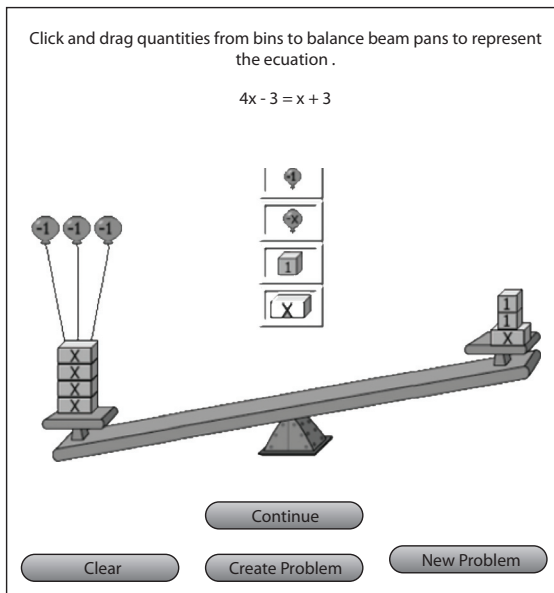 Click and drag quantities from bins to balance beam pans to represent
the ecuation .
4x - 3 = x + 3
-1
-1 -1 -1
-x
1
X
1
1
X
X
X
X
X
Continue
Clear
Create Problem
New Problem